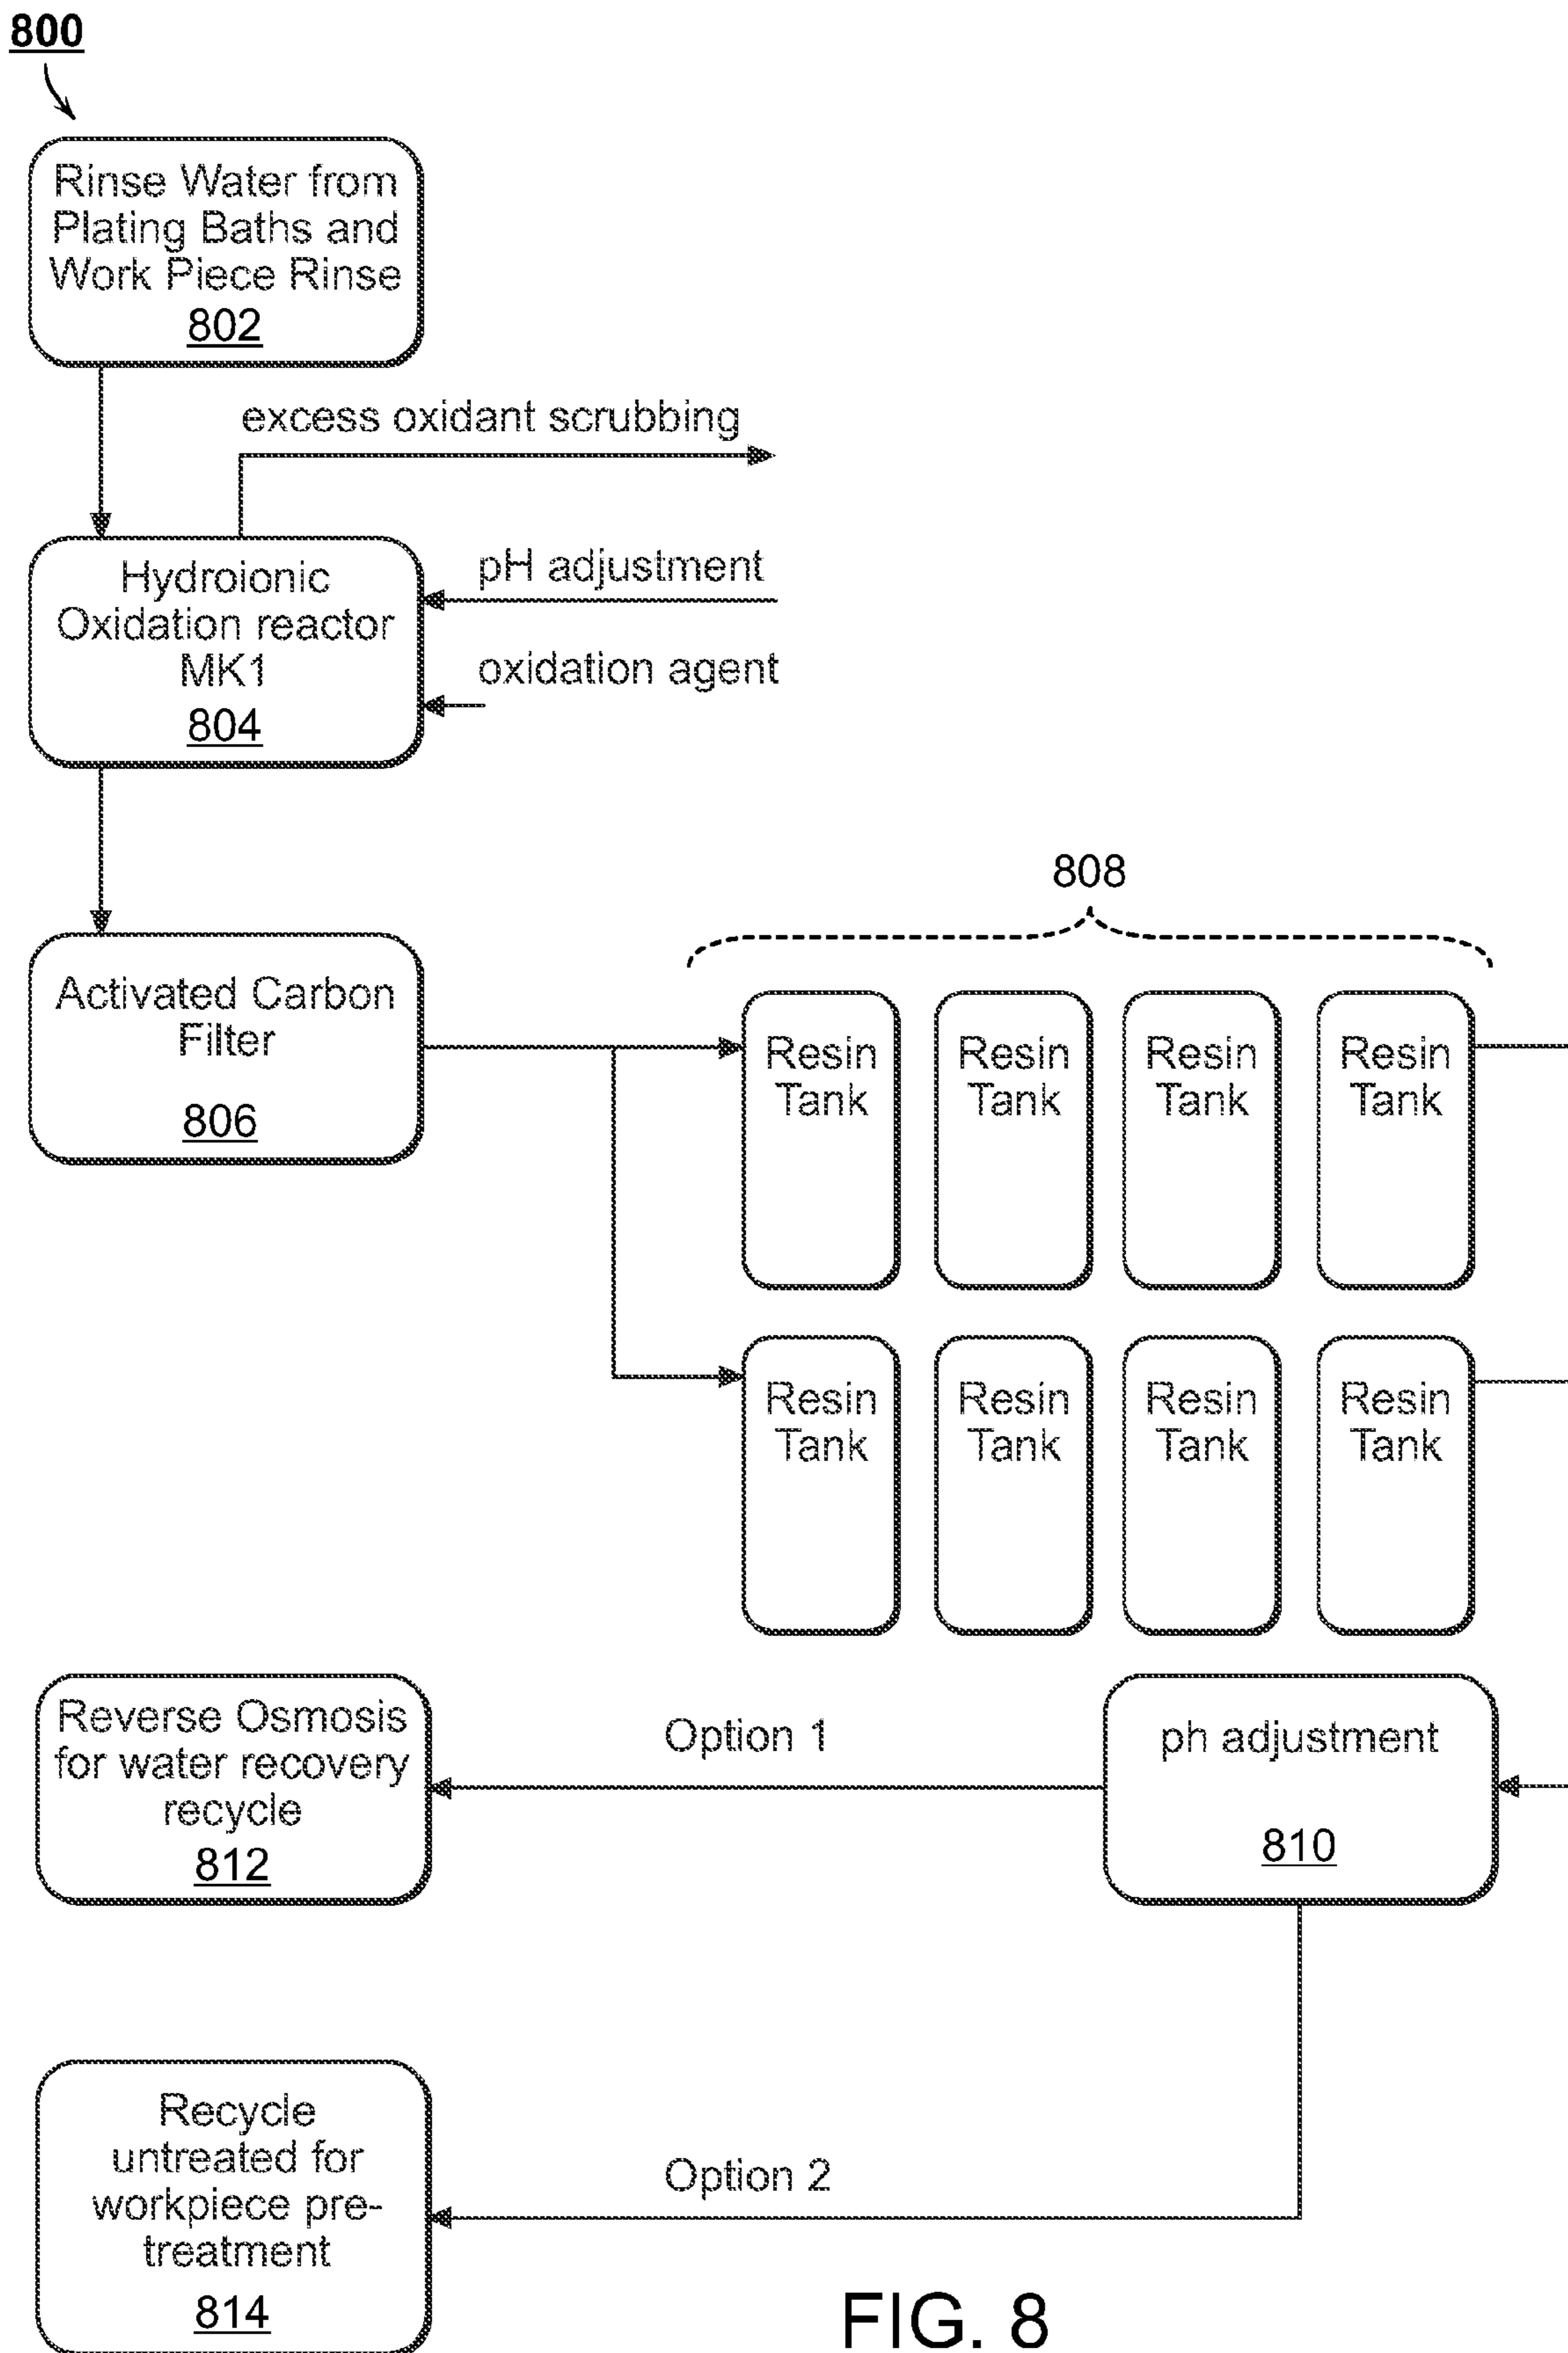 800
Rinse Water from
Plating Baths and
Work Piece Rinse
802
excess oxidant scrubbing
Hydroionic
Oxidation reactor
MK1
804
pH adjustment
oxidation agent
808
Activated Carbon
Filter
806
Resin
Tank
Resin
Tank
Resin
Tank
Resin
Tank
Resin
Tank
Resin
Tank
Resin
Tank
Resin
Tank
Reverse Osmosis
for water recovery
recycle
812
Option 1
ph adjustment
810
Recycle
untreated for
workpiece pre-
treatment
814
Option 2
FIG. 8